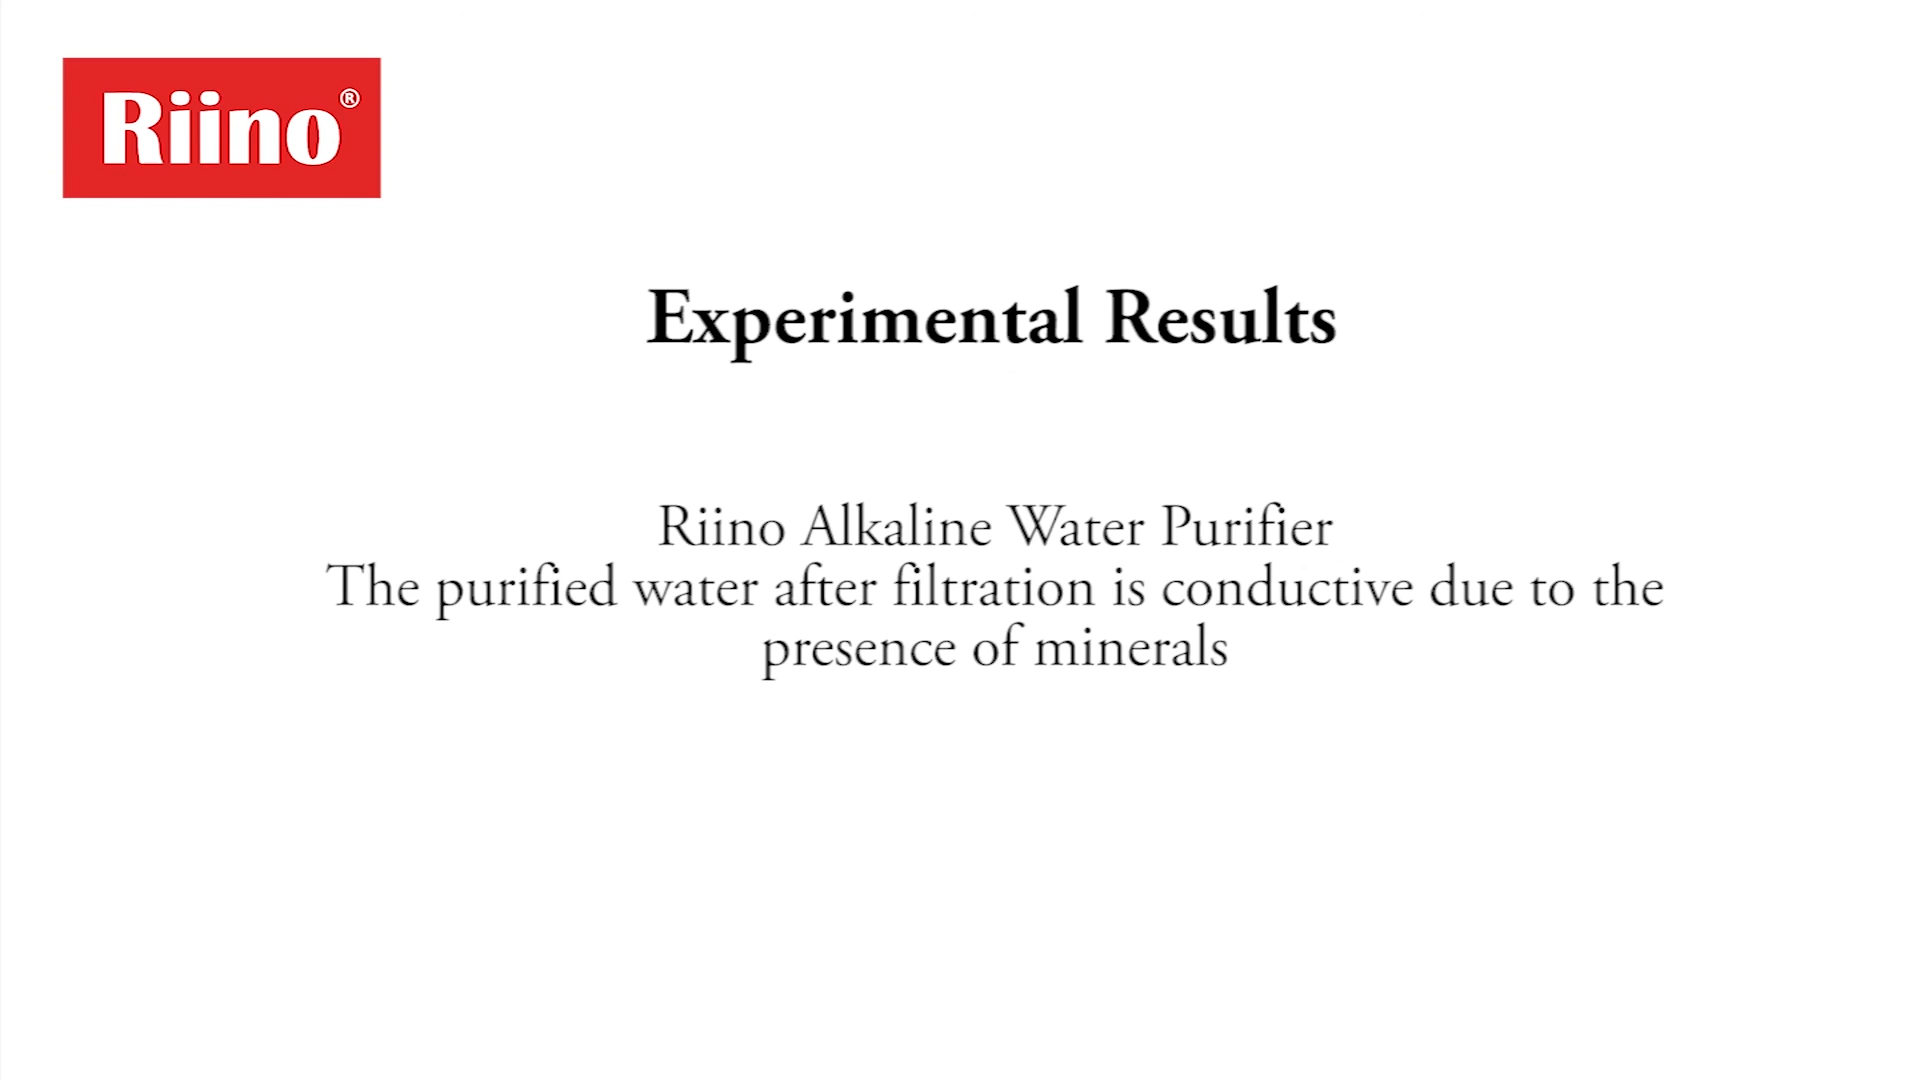 Riino®
Experimental Results
Riino Alkaline Water Purifier
The purified water after filtration is conductive due to the
presence of minerals